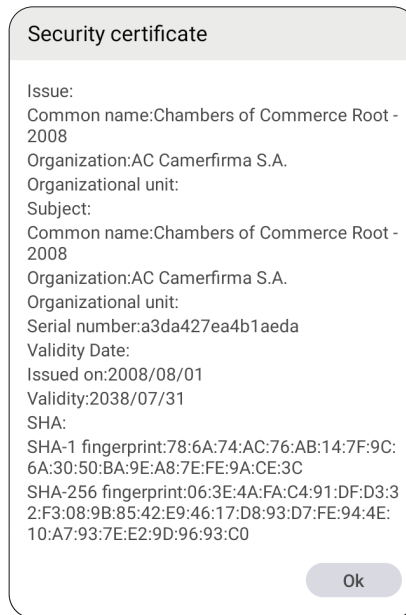 Security certificate
Issue:
Common name:Chambers of Commerce Root -
2008
Organization:AC Camerfirma S.A.
Organizational unit:
Subject:
Common name:Chambers of Commerce Root -
2008
Organization:AC Camerfirma S.A.
Organizational unit:
Serial number:a3da427ea4b1aeda
Validity Date:
Issued on:2008/08/01
Validity:2038/07/31
SHA:
SHA-1 fingerprint:78:6A:74:AC:76:AB:14:7F:9C:
6A:30:50:BA:9E:A8:7E:FE:9A:CE:3C
SHA-256 fingerprint:06:3E:4A:FA:C4:91:DF:D3:3
2:F3:08:9B:85:42:E9:46:17:D8:93:D7:FE:94:4E:
10:A7:93:7E:E2:9D:96:93:C0
Ok